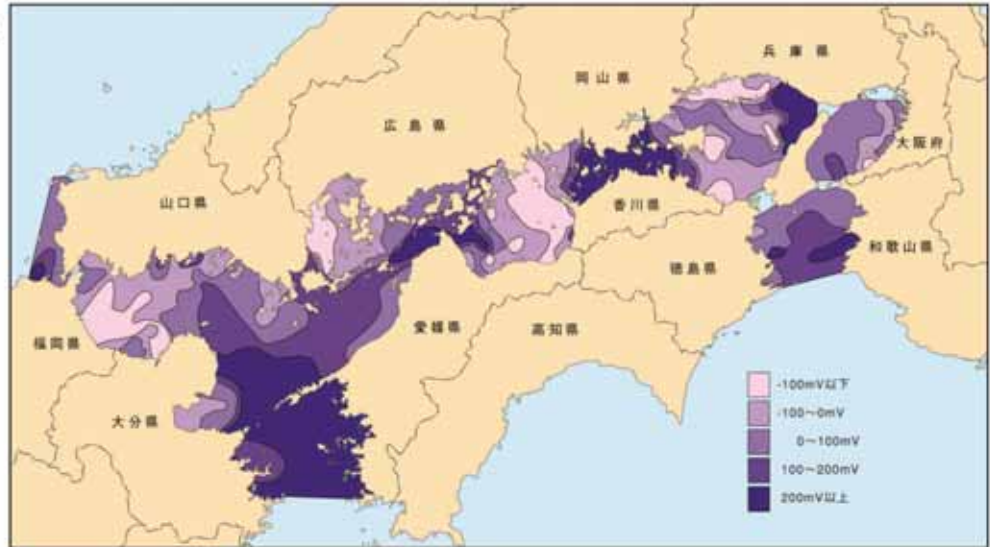 兵庫県
岡山県
広島県
大阪府
山口県
香川県
和歌山県
徳島県
愛媛県
高知県
福岡県
大分県
-100mV以下
-100～0mV
0～100mV
100～200mV
200mV以上